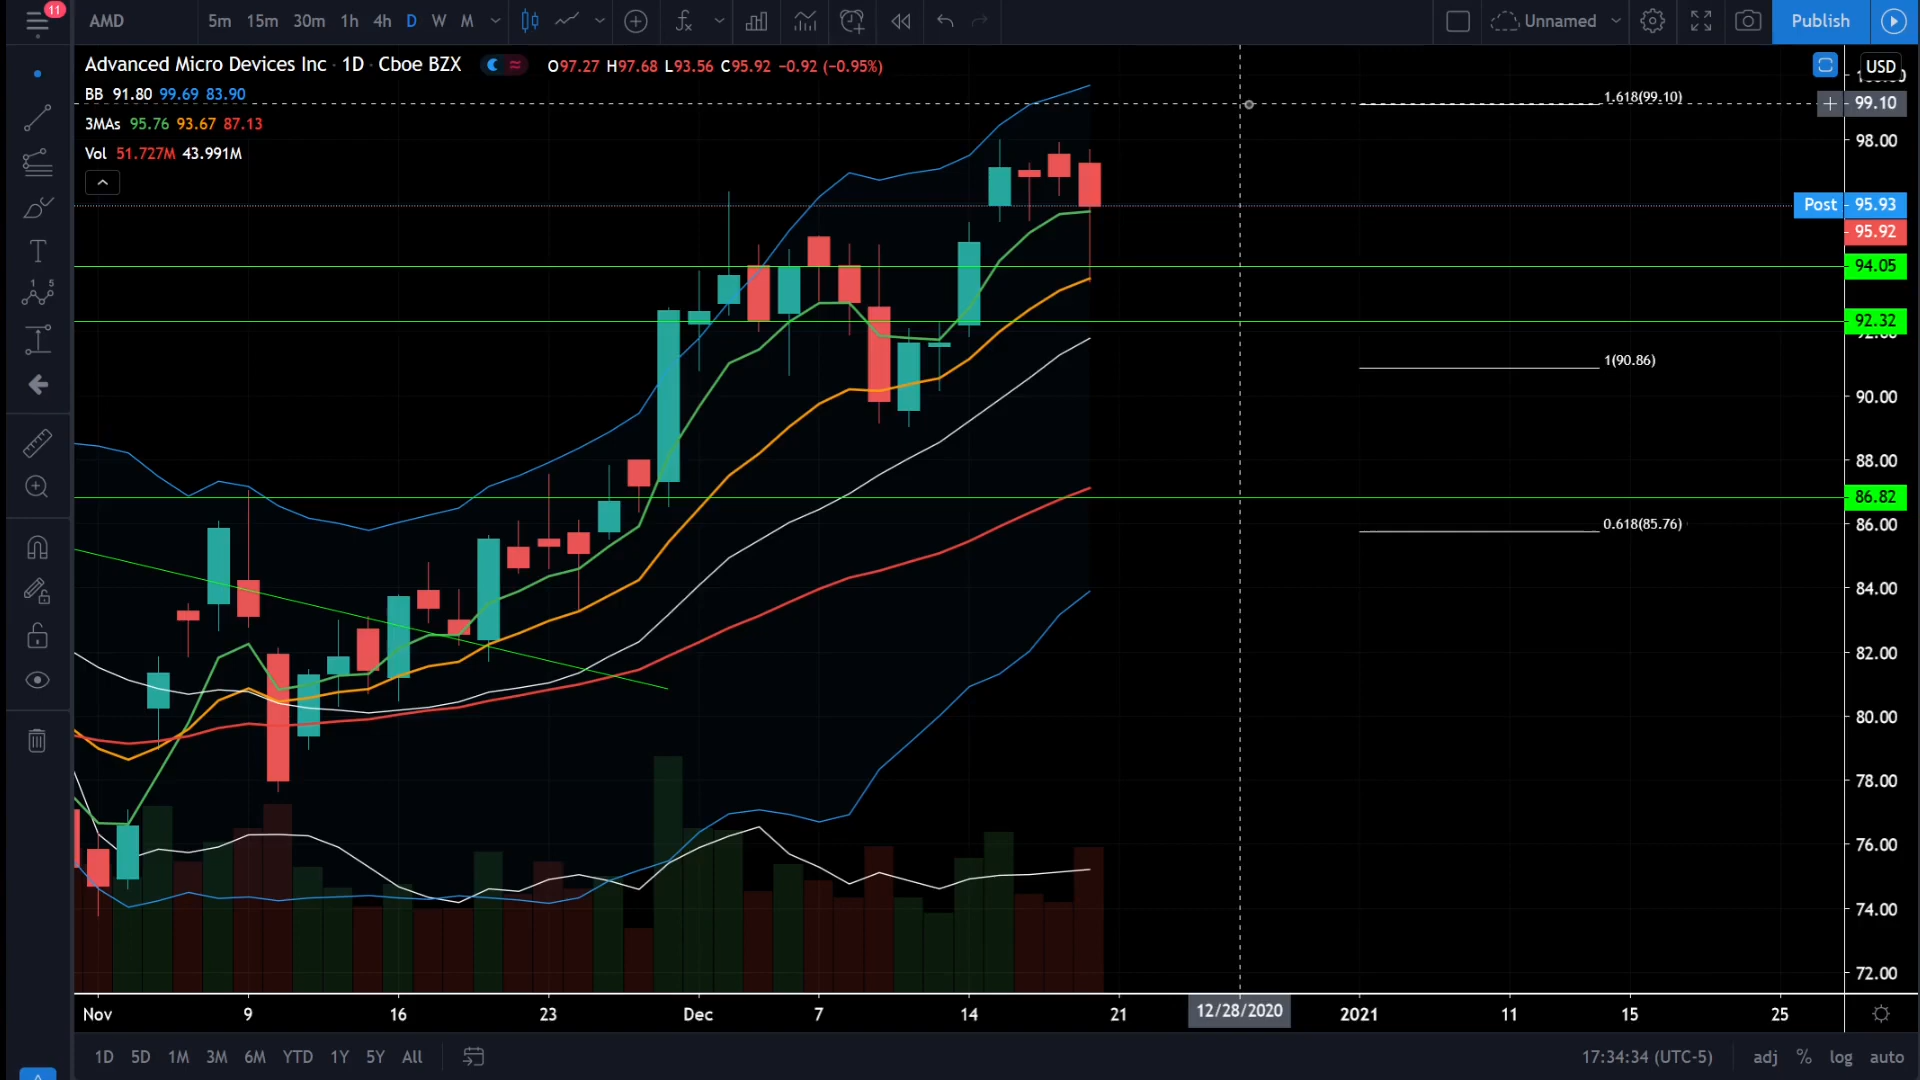 11
AMD
5m 15m 30m 1h 4h D W M
Unnamed
Publish
Advanced Micro Devices Inc · 1D · Cboe BZX
O97.27 H97.68 L93.56 C95.92 −0.92 (−0.95%)
USD
BB 91.80 99.69 83.90
1.618(99.10)
99.10
3MAs 95.76 93.67 87.13
98.00
Vol 51.727M 43.991M
Post 95.93
95.92
94.05
92.32
92.00
1(90.86)
90.00
88.00
86.82
0.618(85.76)
86.00
84.00
82.00
80.00
78.00
76.00
74.00
72.00
Nov 9 16 23 Dec 7 14 21 12/28/2020 2021 11 15 25
1D 5D 1M 3M 6M YTD 1Y 5Y All
17:34:34 (UTC-5) adj % log auto